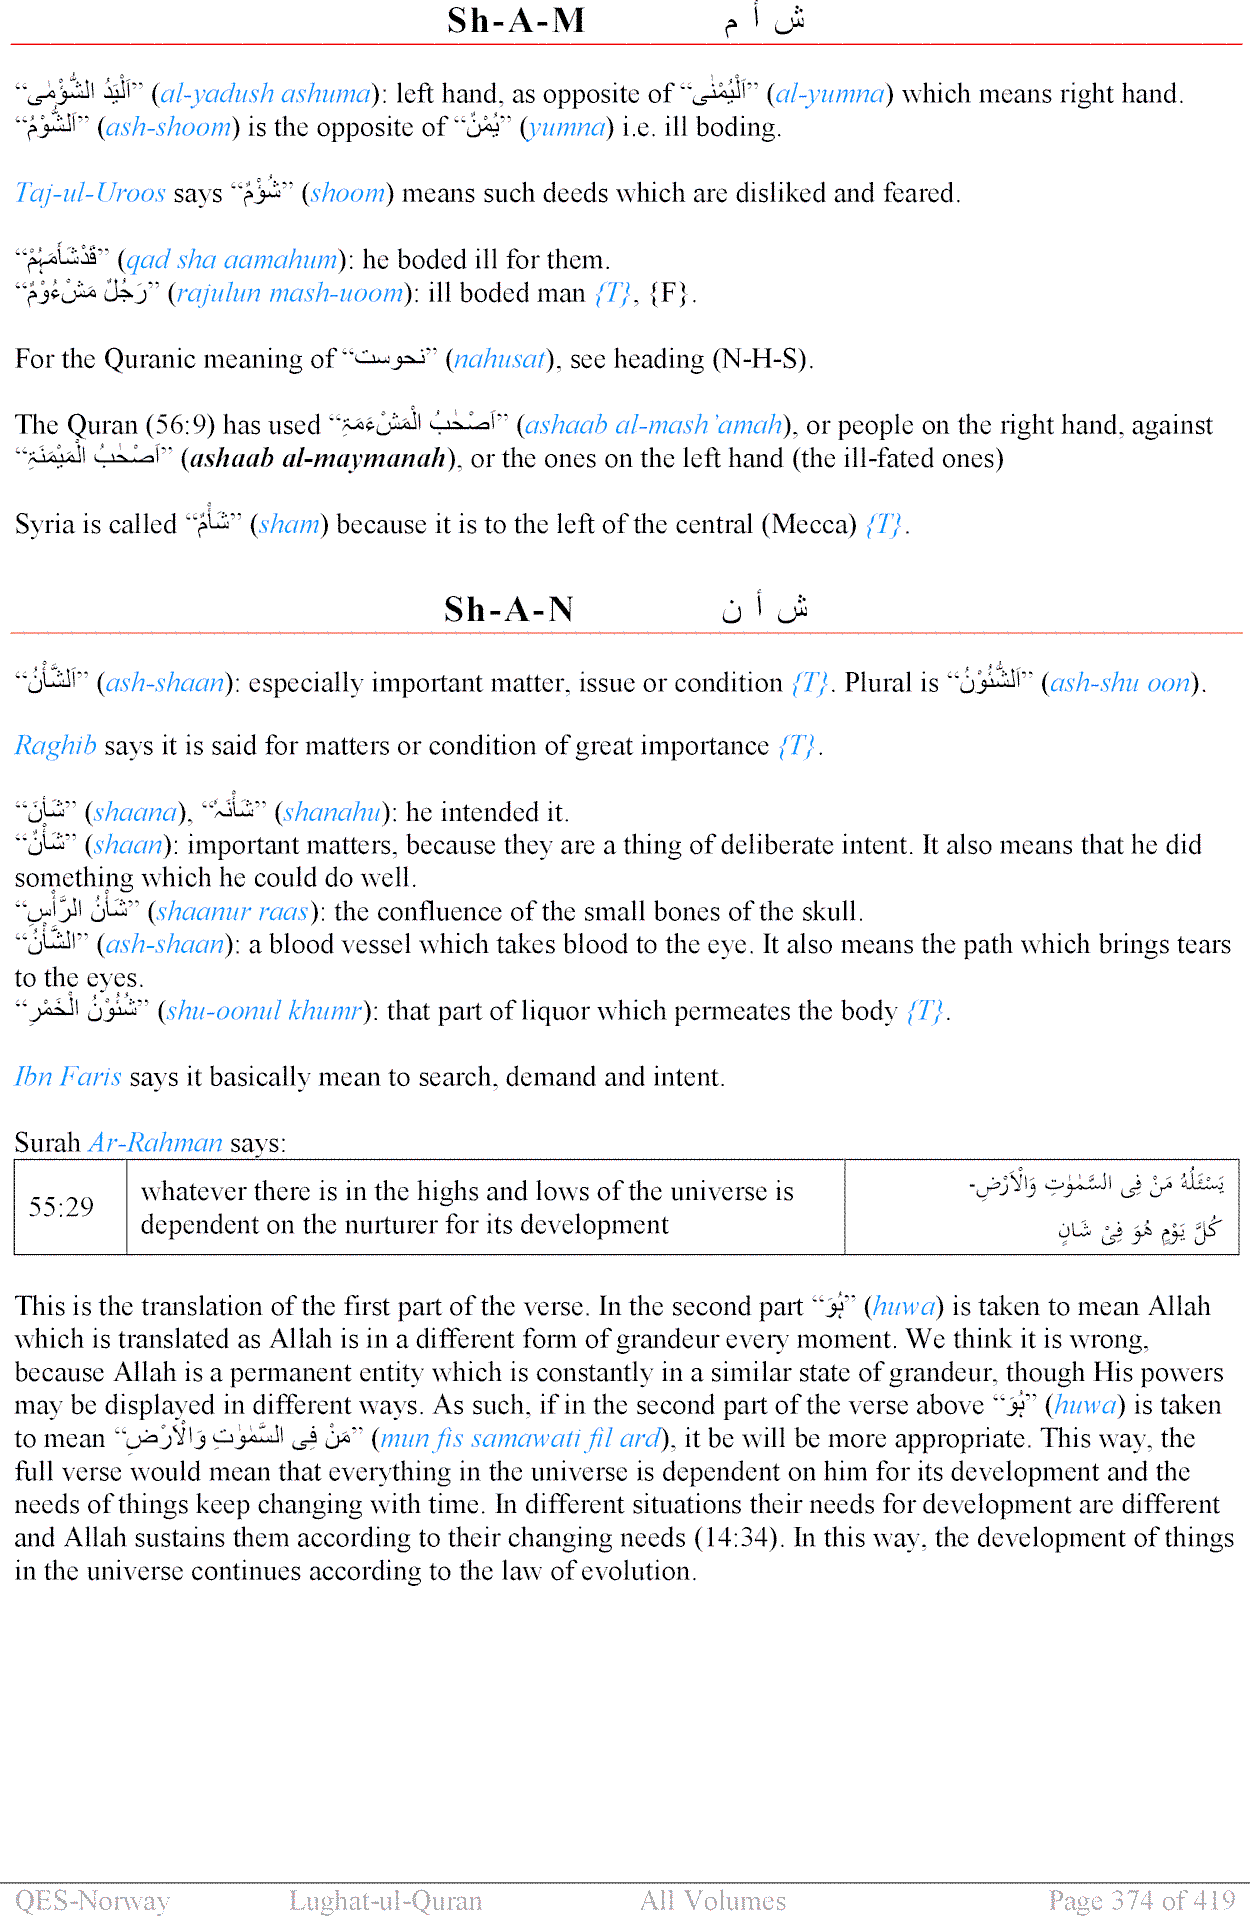 Sh-A-M ش أ م
“اَلْيَدُ الشُّؤْمٰى” (al-yadush ashuma): left hand, as opposite of “اَلْيُمْنٰى” (al-yumna) which means right hand.
“اَلشُّوْمُ” (ash-shoom) is the opposite of “يُمْنٌ” (yumna) i.e. ill boding.
Taj-ul-Uroos says “شُؤْمٌ” (shoom) means such deeds which are disliked and feared.
“قَدْشَأَمَہُمْ” (qad sha aamahum): he boded ill for them.
“رَجُلٌ مَشْءُوْمٌ” (rajulun mash-uoom): ill boded man {T}, {F}.
For the Quranic meaning of “نحوست” (nahusat), see heading (N-H-S).
The Quran (56:9) has used “اَصْحٰبُ الْمَشْءَمَۃِ” (ashaab al-mash’amah), or people on the right hand, against
“اَصْحٰبُ الْمَيْمَنَۃِ” (ashaab al-maymanah), or the ones on the left hand (the ill-fated ones)
Syria is called “شَأْمٌ” (sham) because it is to the left of the central (Mecca) {T}.
Sh-A-N ش أ ن
“اَلشَّأْنُ” (ash-shaan): especially important matter, issue or condition {T}. Plural is “اَلشُّئُوْنُ” (ash-shu oon).
Raghib says it is said for matters or condition of great importance {T}.
“شَأَنَ” (shaana), “شَأْنَہٗ” (shanahu): he intended it.
“شَأْنٌ” (shaan): important matters, because they are a thing of deliberate intent. It also means that he did
something which he could do well.
“شَأْنُ الرَّأْسِ” (shaanur raas): the confluence of the small bones of the skull.
“الشَّأْنُ” (ash-shaan): a blood vessel which takes blood to the eye. It also means the path which brings tears
to the eyes.
“شُئُوْنُ الْخَمْرِ” (shu-oonul khumr): that part of liquor which permeates the body {T}.
Ibn Faris says it basically mean to search, demand and intent.
Surah Ar-Rahman says:
55:29 whatever there is in the highs and lows of the universe is
dependent on the nurturer for its development
يَسْئَلُهُ مَنْ فِى السَّمٰوٰتِ وَالْاَرْضِ-
كُلَّ يَوْمٍ هُوَ فِيْ شَانٍ
This is the translation of the first part of the verse. In the second part “ہُوَ” (huwa) is taken to mean Allah
which is translated as Allah is in a different form of grandeur every moment. We think it is wrong,
because Allah is a permanent entity which is constantly in a similar state of grandeur, though His powers
may be displayed in different ways. As such, if in the second part of the verse above “ہُوَ” (huwa) is taken
to mean “مَنْ فِى السَّمٰوٰتِ وَالْاَرْضِ” (mun fis samawati fil ard), it be will be more appropriate. This way, the
full verse would mean that everything in the universe is dependent on him for its development and the
needs of things keep changing with time. In different situations their needs for development are different
and Allah sustains them according to their changing needs (14:34). In this way, the development of things
in the universe continues according to the law of evolution.
QES-Norway Lughat-ul-Quran All Volumes Page 374 of 419